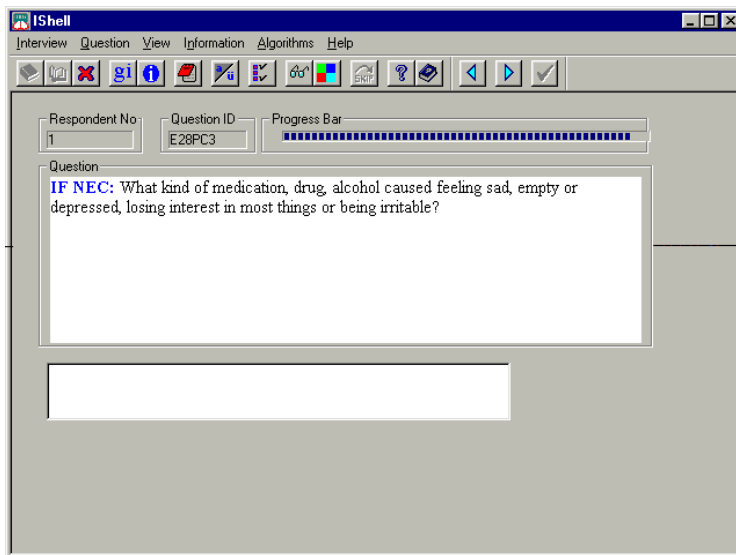 IShell
Interview Question View Information Algorithms Help
gi i a/ü SKIP ?
Respondent No Question ID Progress Bar
1 E28PC3
Question
IF NEC: What kind of medication, drug, alcohol caused feeling sad, empty or
depressed, losing interest in most things or being irritable?